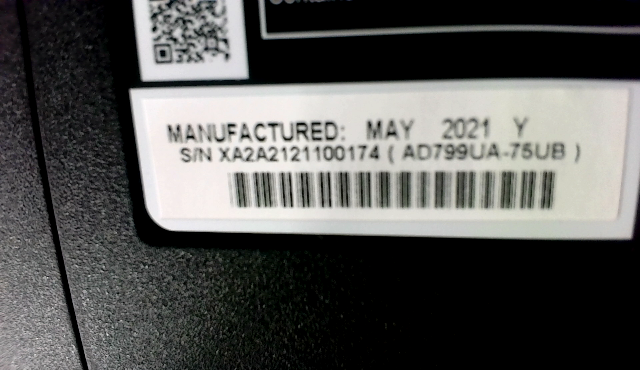 MANUFACTURED: MAY 2021 Y
S/N XA2A2121100174 ( AD799UA-75UB )